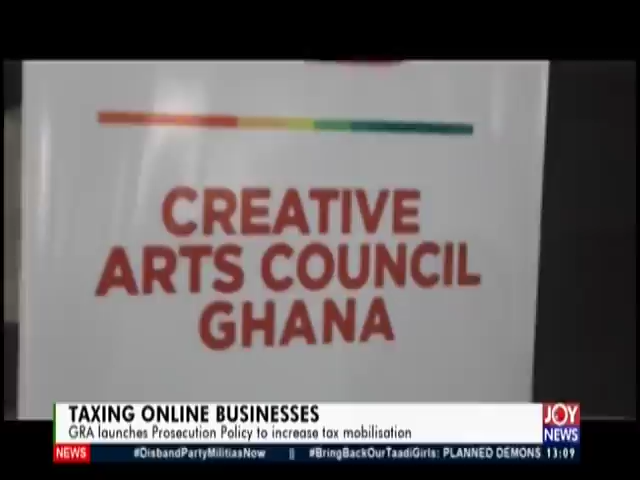 CREATIVE
ARTS COUNCIL
GHANA
TAXING ONLINE BUSINESSES
GRA launches Prosecution Policy to increase tax mobilisation
JOY
NEWS
NEWS #DisbandPartyMilitiasNow || #BringBackOurTaadiGirls: PLANNED DEMONS 13:09